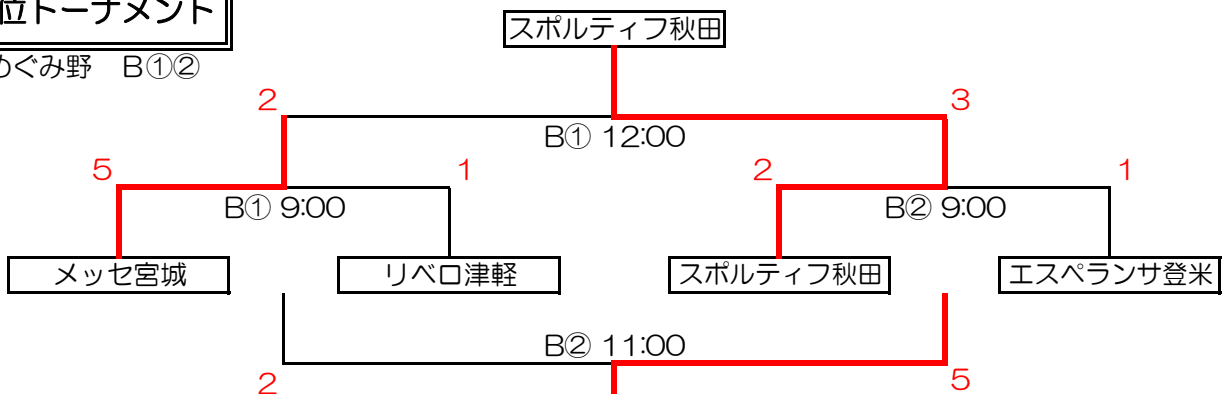 位トーナメント
スポルティフ秋田
めぐみ野 B①②
2
3
B① 12:00
5
1
2
1
B① 9:00
B② 9:00
メッセ宮城
リベロ津軽
スポルティフ秋田
エスペランサ登米
B② 11:00
2
5